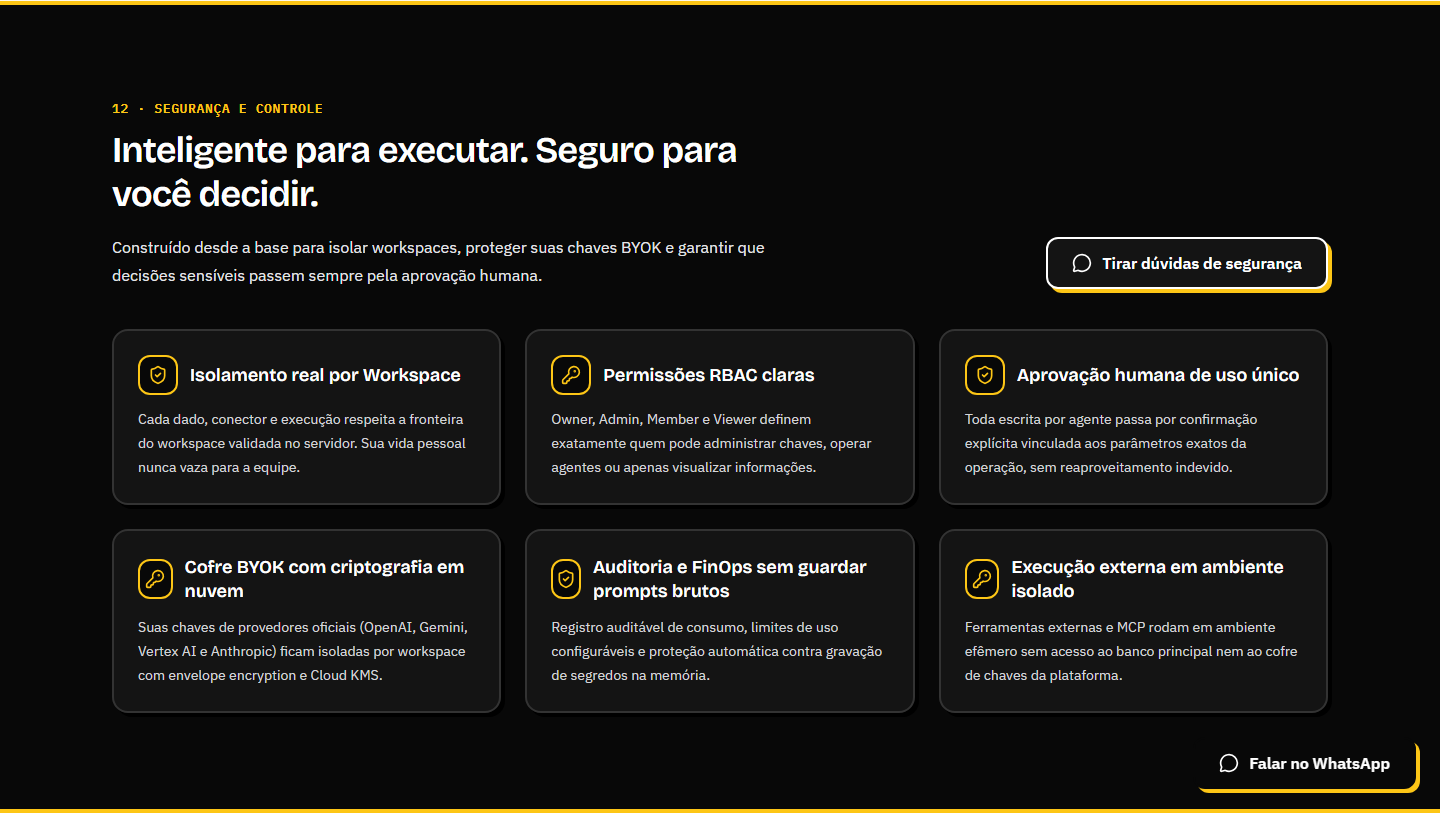 12 · SEGURANÇA E CONTROLE
Inteligente para executar. Seguro para
você decidir.
Construído desde a base para isolar workspaces, proteger suas chaves BYOK e garantir que
decisões sensíveis passem sempre pela aprovação humana.
Tirar dúvidas de segurança
Isolamento real por Workspace
Cada dado, conector e execução respeita a fronteira
do workspace validada no servidor. Sua vida pessoal
nunca vaza para a equipe.
Permissões RBAC claras
Owner, Admin, Member e Viewer definem
exatamente quem pode administrar chaves, operar
agentes ou apenas visualizar informações.
Aprovação humana de uso único
Toda escrita por agente passa por confirmação
explícita vinculada aos parâmetros exatos da
operação, sem reaproveitamento indevido.
Cofre BYOK com criptografia em
nuvem
Suas chaves de provedores oficiais (OpenAI, Gemini,
Vertex AI e Anthropic) ficam isoladas por workspace
com envelope encryption e Cloud KMS.
Auditoria e FinOps sem guardar
prompts brutos
Registro auditável de consumo, limites de uso
configuráveis e proteção automática contra gravação
de segredos na memória.
Execução externa em ambiente
isolado
Ferramentas externas e MCP rodam em ambiente
efêmero sem acesso ao banco principal nem ao cofre
de chaves da plataforma.
Falar no WhatsApp